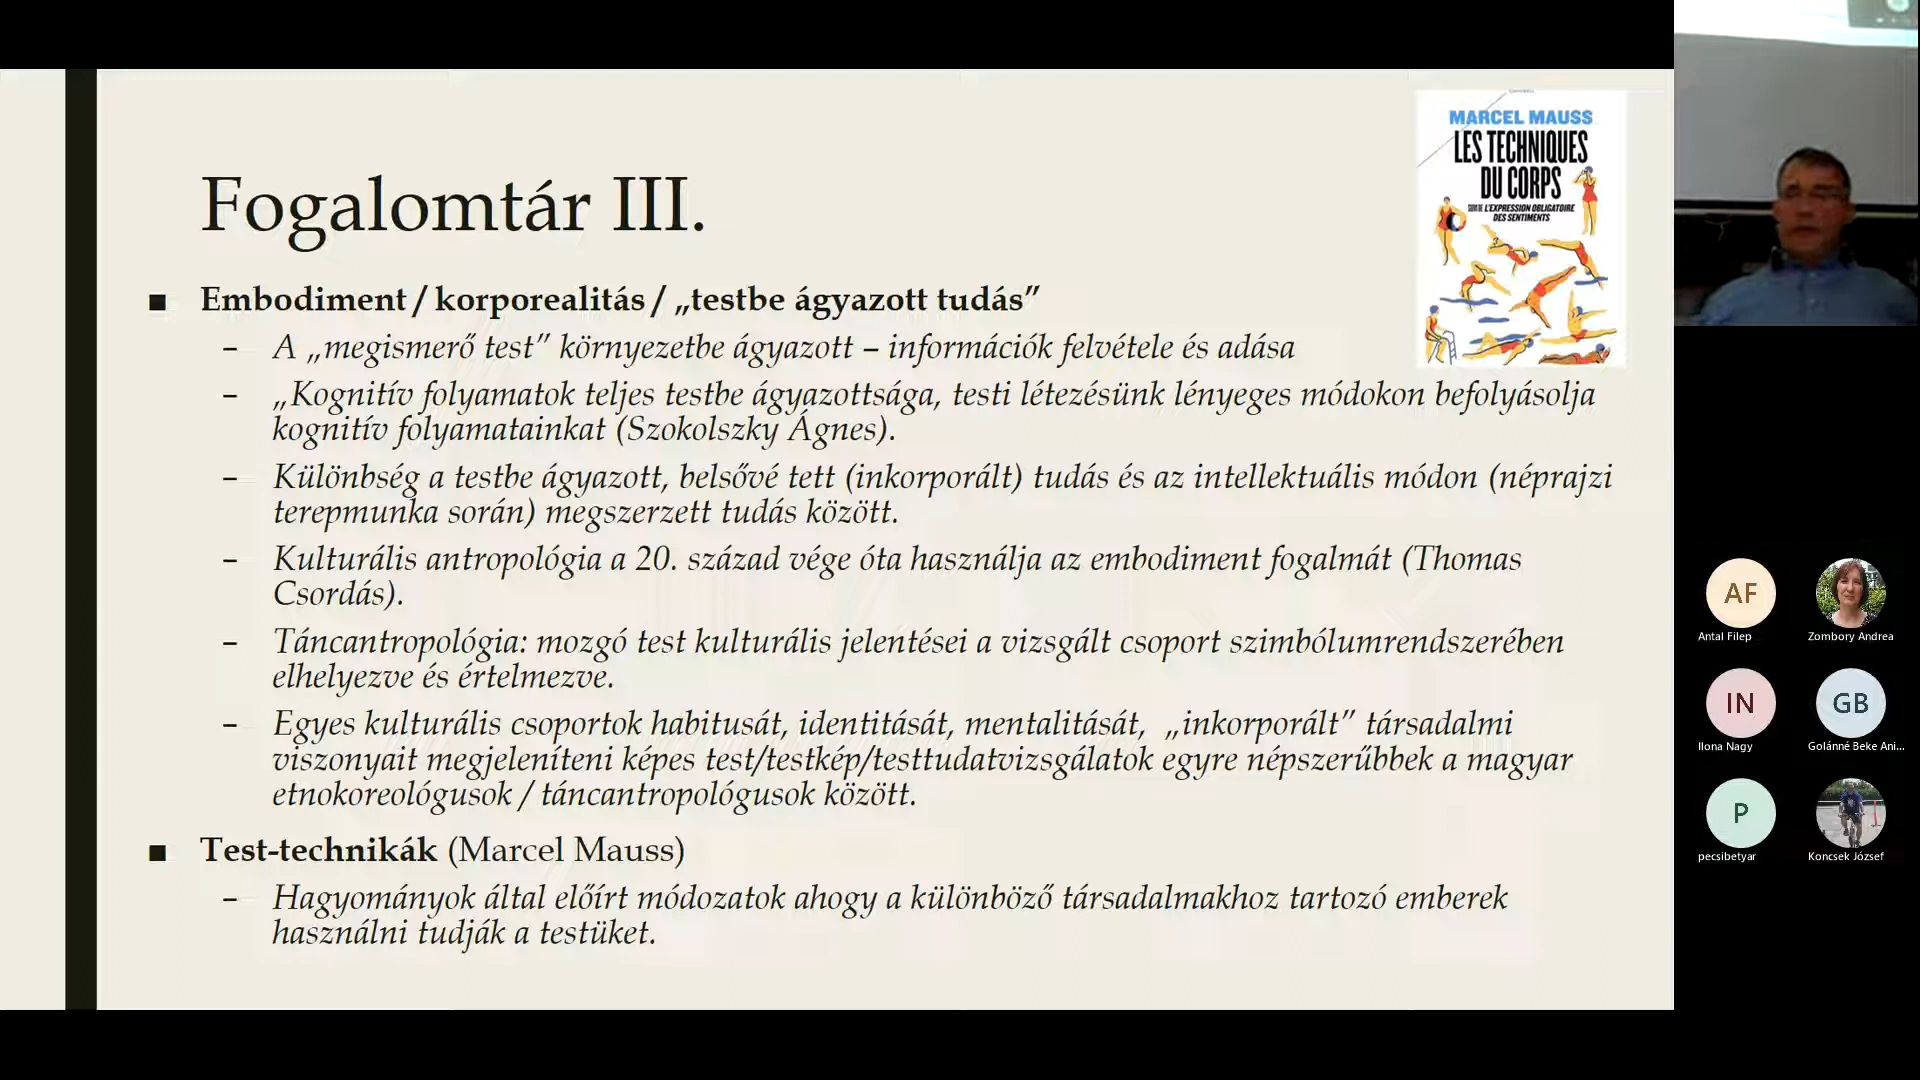 Fogalomtár III.
MARCEL MAUSS
LES TECHNIQUES
DU CORPS
SUIVI DE L'EXPRESSION OBLIGATOIRE
DES SENTIMENTS
■ Embodiment / korporealitás / „testbe ágyazott tudás”
– A „megismerő test” környezetbe ágyazott – információk felvétele és adása
– „Kognitív folyamatok teljes testbe ágyazottsága, testi létezésünk lényeges módokon befolyásolja
kognitív folyamatainkat (Szokolszky Ágnes).
– Különbség a testbe ágyazott, belsővé tett (inkorporált) tudás és az intellektuális módon (néprajzi
terepmunka során) megszerzett tudás között.
– Kulturális antropológia a 20. század vége óta használja az embodiment fogalmát (Thomas
Csordás).
– Táncantropológia: mozgó test kulturális jelentései a vizsgált csoport szimbólumrendszerében
elhelyezve és értelmezve.
– Egyes kulturális csoportok habitusát, identitását, mentalitását, „inkorporált” társadalmi
viszonyait megjeleníteni képes test/testkép/testtudatvizsgálatok egyre népszerűbbek a magyar
etnokoreológusok / táncantropológusok között.
■ Test-technikák (Marcel Mauss)
– Hagyományok által előírt módozatok ahogy a különböző társadalmakhoz tartozó emberek
használni tudják a testüket.
AF
Antal Filep
Zombory Andrea
IN
Ilona Nagy
GB
Golánné Beke Ani...
P
pecsibetyar
Koncsek József